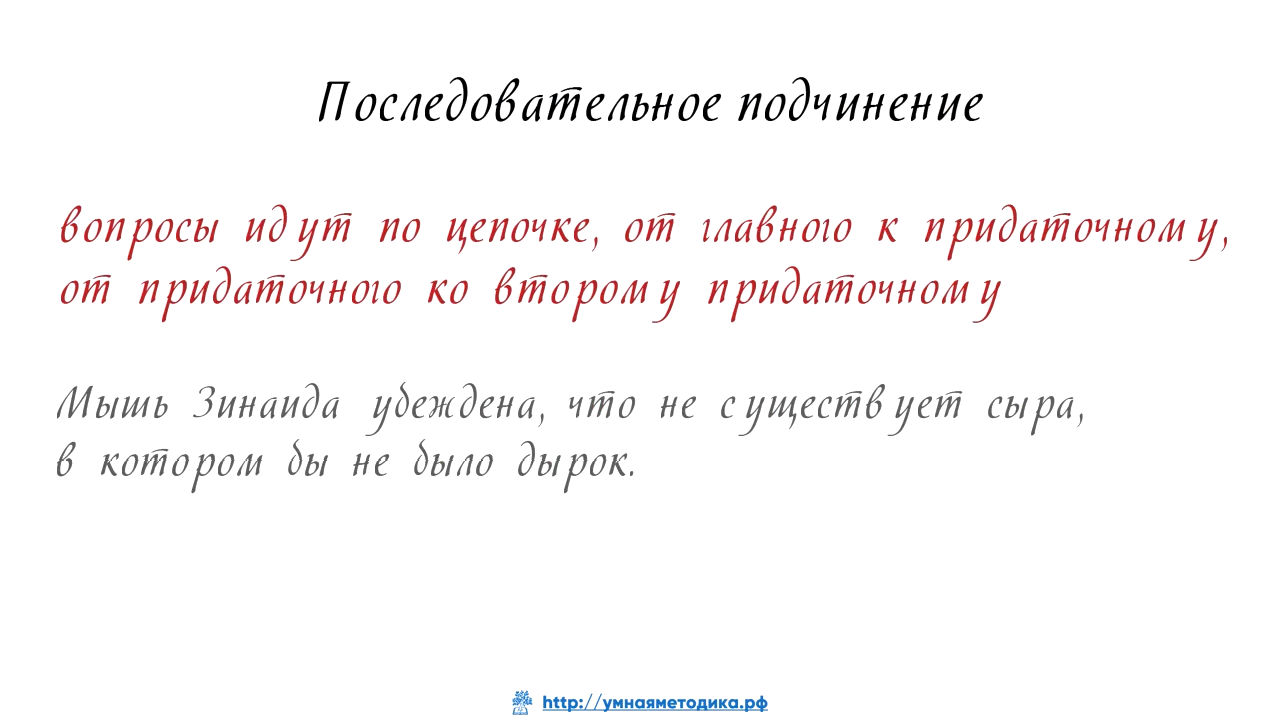 Последовательное подчинение
вопросы идут по цепочке, от главного к придаточному,
от придаточного ко второму придаточному
Мышь Зинаида убеждена, что не существует сыра,
в котором бы не было дырок.
http://умнаяметодика.рф